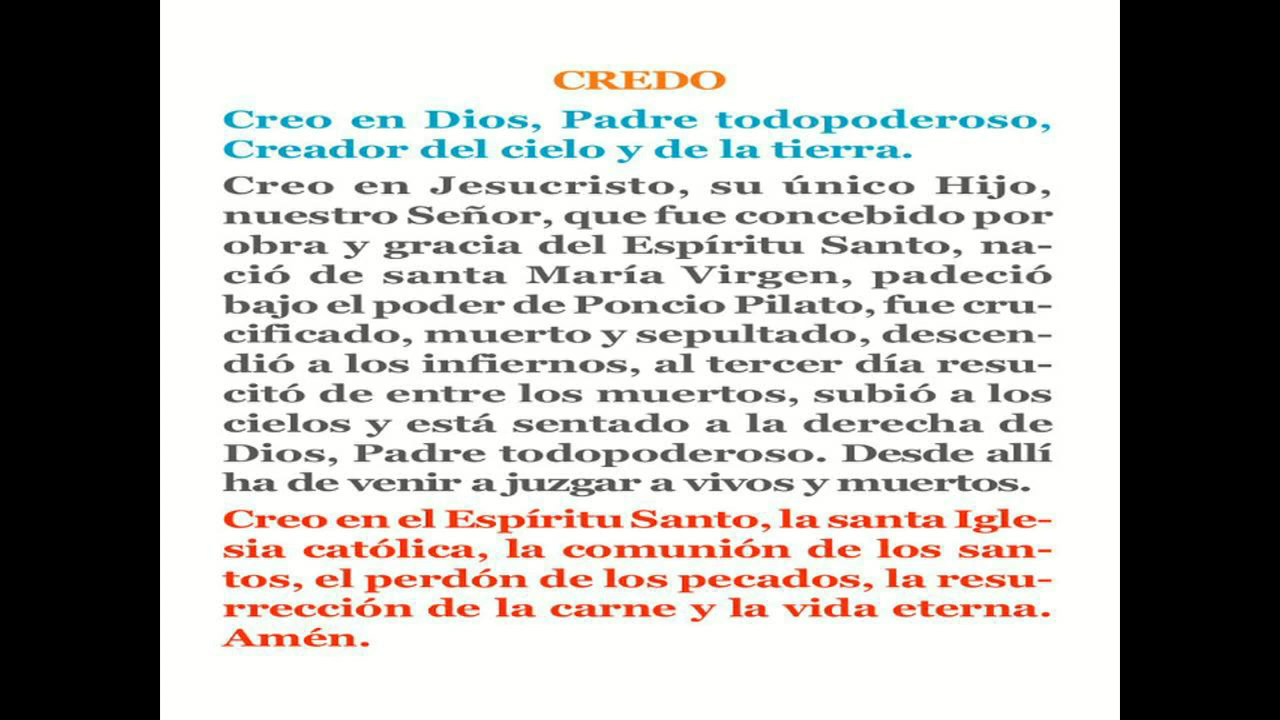 CREDO
Creo en Dios, Padre todopoderoso,
Creador del cielo y de la tierra.
Creo en Jesucristo, su único Hijo,
nuestro Señor, que fue concebido por
obra y gracia del Espíritu Santo, na-
ció de santa María Virgen, padeció
bajo el poder de Poncio Pilato, fue cru-
cificado, muerto y sepultado, descen-
dió a los infiernos, al tercer día resu-
citó de entre los muertos, subió a los
cielos y está sentado a la derecha de
Dios, Padre todopoderoso. Desde allí
ha de venir a juzgar a vivos y muertos.
Creo en el Espíritu Santo, la santa Igle-
sia católica, la comunión de los san-
tos, el perdón de los pecados, la resu-
rrección de la carne y la vida eterna.
Amén.